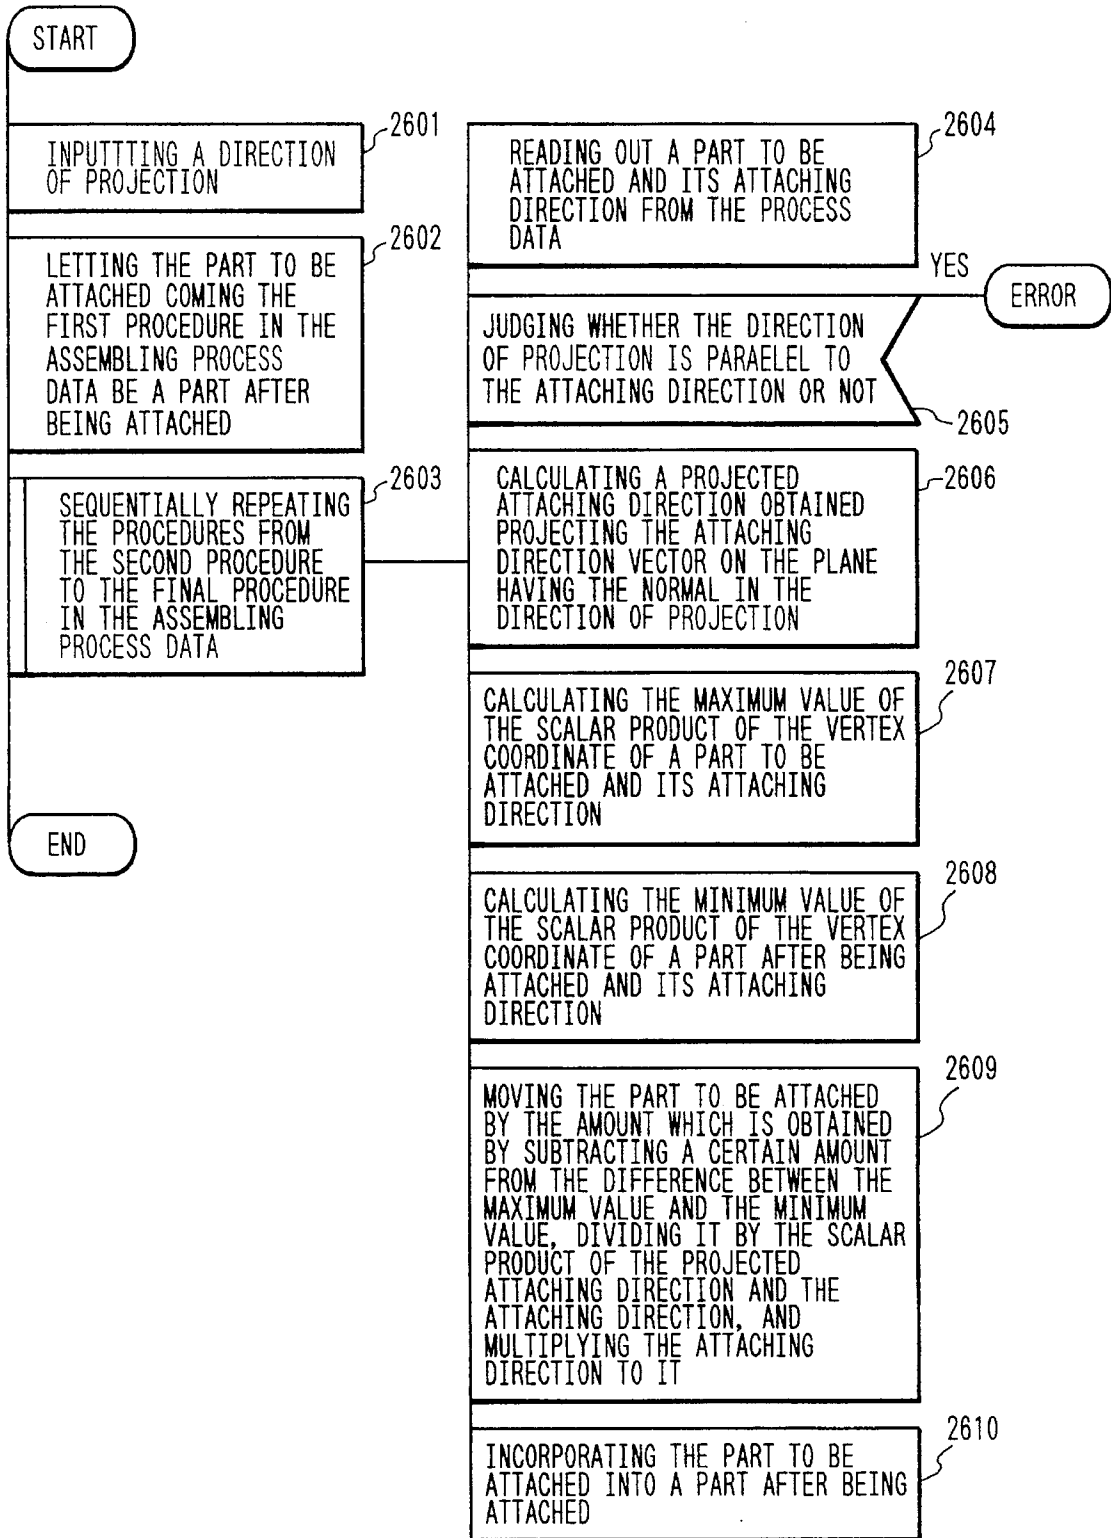 START
2601
INPUTTTING A DIRECTION
OF PROJECTION
2602
LETTING THE PART TO BE
ATTACHED COMING THE
FIRST PROCEDURE IN THE
ASSEMBLING PROCESS
DATA BE A PART AFTER
BEING ATTACHED
2603
SEQUENTIALLY REPEATING
THE PROCEDURES FROM
THE SECOND PROCEDURE
TO THE FINAL PROCEDURE
IN THE ASSEMBLING
PROCESS DATA
END
2604
READING OUT A PART TO BE
ATTACHED AND ITS ATTACHING
DIRECTION FROM THE PROCESS
DATA
YES
ERROR
JUDGING WHETHER THE DIRECTION
OF PROJECTION IS PARAELEL TO
THE ATTACHING DIRECTION OR NOT
2605
CALCULATING A PROJECTED
ATTACHING DIRECTION OBTAINED
PROJECTING THE ATTACHING
DIRECTION VECTOR ON THE PLANE
HAVING THE NORMAL IN THE
DIRECTION OF PROJECTION
2606
2607
CALCULATING THE MAXIMUM VALUE OF
THE SCALAR PRODUCT OF THE VERTEX
COORDINATE OF A PART TO BE
ATTACHED AND ITS ATTACHING
DIRECTION
2608
CALCULATING THE MINIMUM VALUE OF
THE SCALAR PRODUCT OF THE VERTEX
COORDINATE OF A PART AFTER BEING
ATTACHED AND ITS ATTACHING
DIRECTION
2609
MOVING THE PART TO BE ATTACHED
BY THE AMOUNT WHICH IS OBTAINED
BY SUBTRACTING A CERTAIN AMOUNT
FROM THE DIFFERENCE BETWEEN THE
MAXIMUM VALUE AND THE MINIMUM
VALUE, DIVIDING IT BY THE SCALAR
PRODUCT OF THE PROJECTED
ATTACHING DIRECTION AND THE
ATTACHING DIRECTION, AND
MULTIPLYING THE ATTACHING
DIRECTION TO IT
2610
INCORPORATING THE PART TO BE
ATTACHED INTO A PART AFTER BEING
ATTACHED